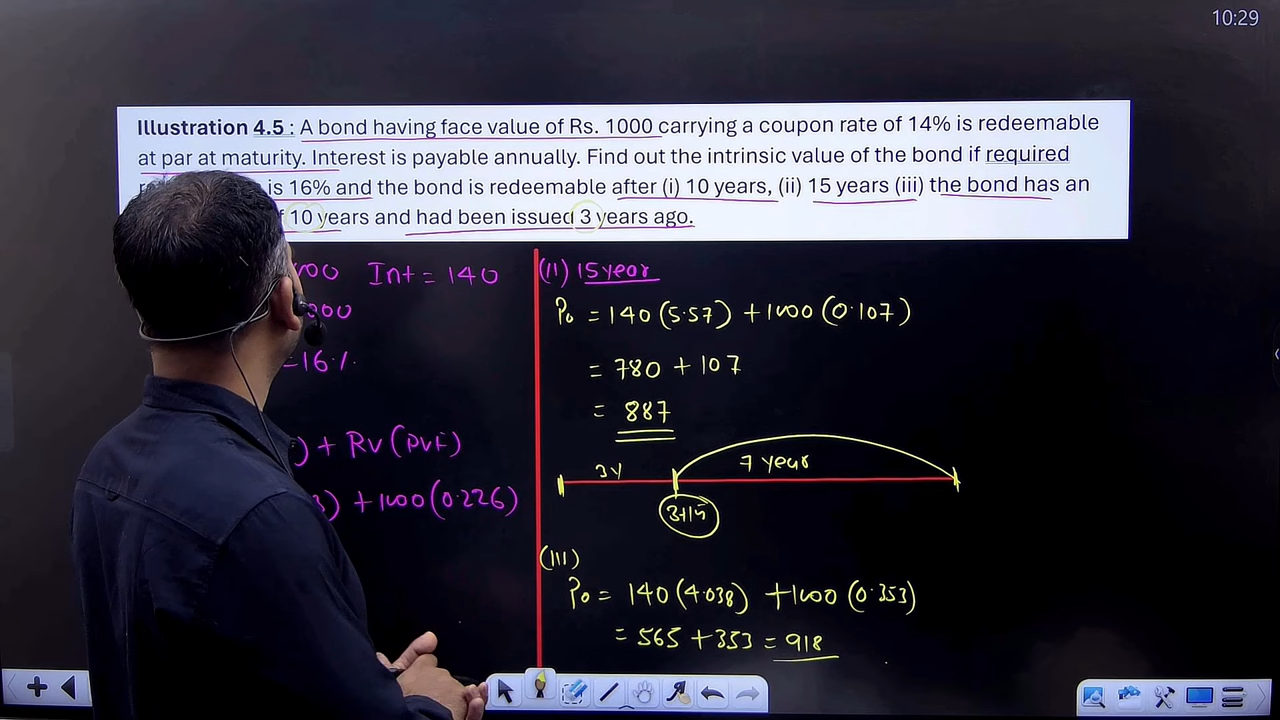 10:29
Illustration 4.5 : A bond having face value of Rs. 1000 carrying a coupon rate of 14% is redeemable
at par at maturity. Interest is payable annually. Find out the intrinsic value of the bond if required
is 16% and the bond is redeemable after (i) 10 years, (ii) 15 years (iii) the bond has an
10 years and had been issued 3 years ago.
Int = 140
= 16%
) + RV (PVF)
) + 1000 (0.226)
(II) 15 year
P₀ = 140 (5.57) + 1000 (0.107)
= 780 + 107
= 887
3Y 7 year
(III)
P₀ = 140 (4.038) + 1000 (0.353)
= 565 + 353 = 918